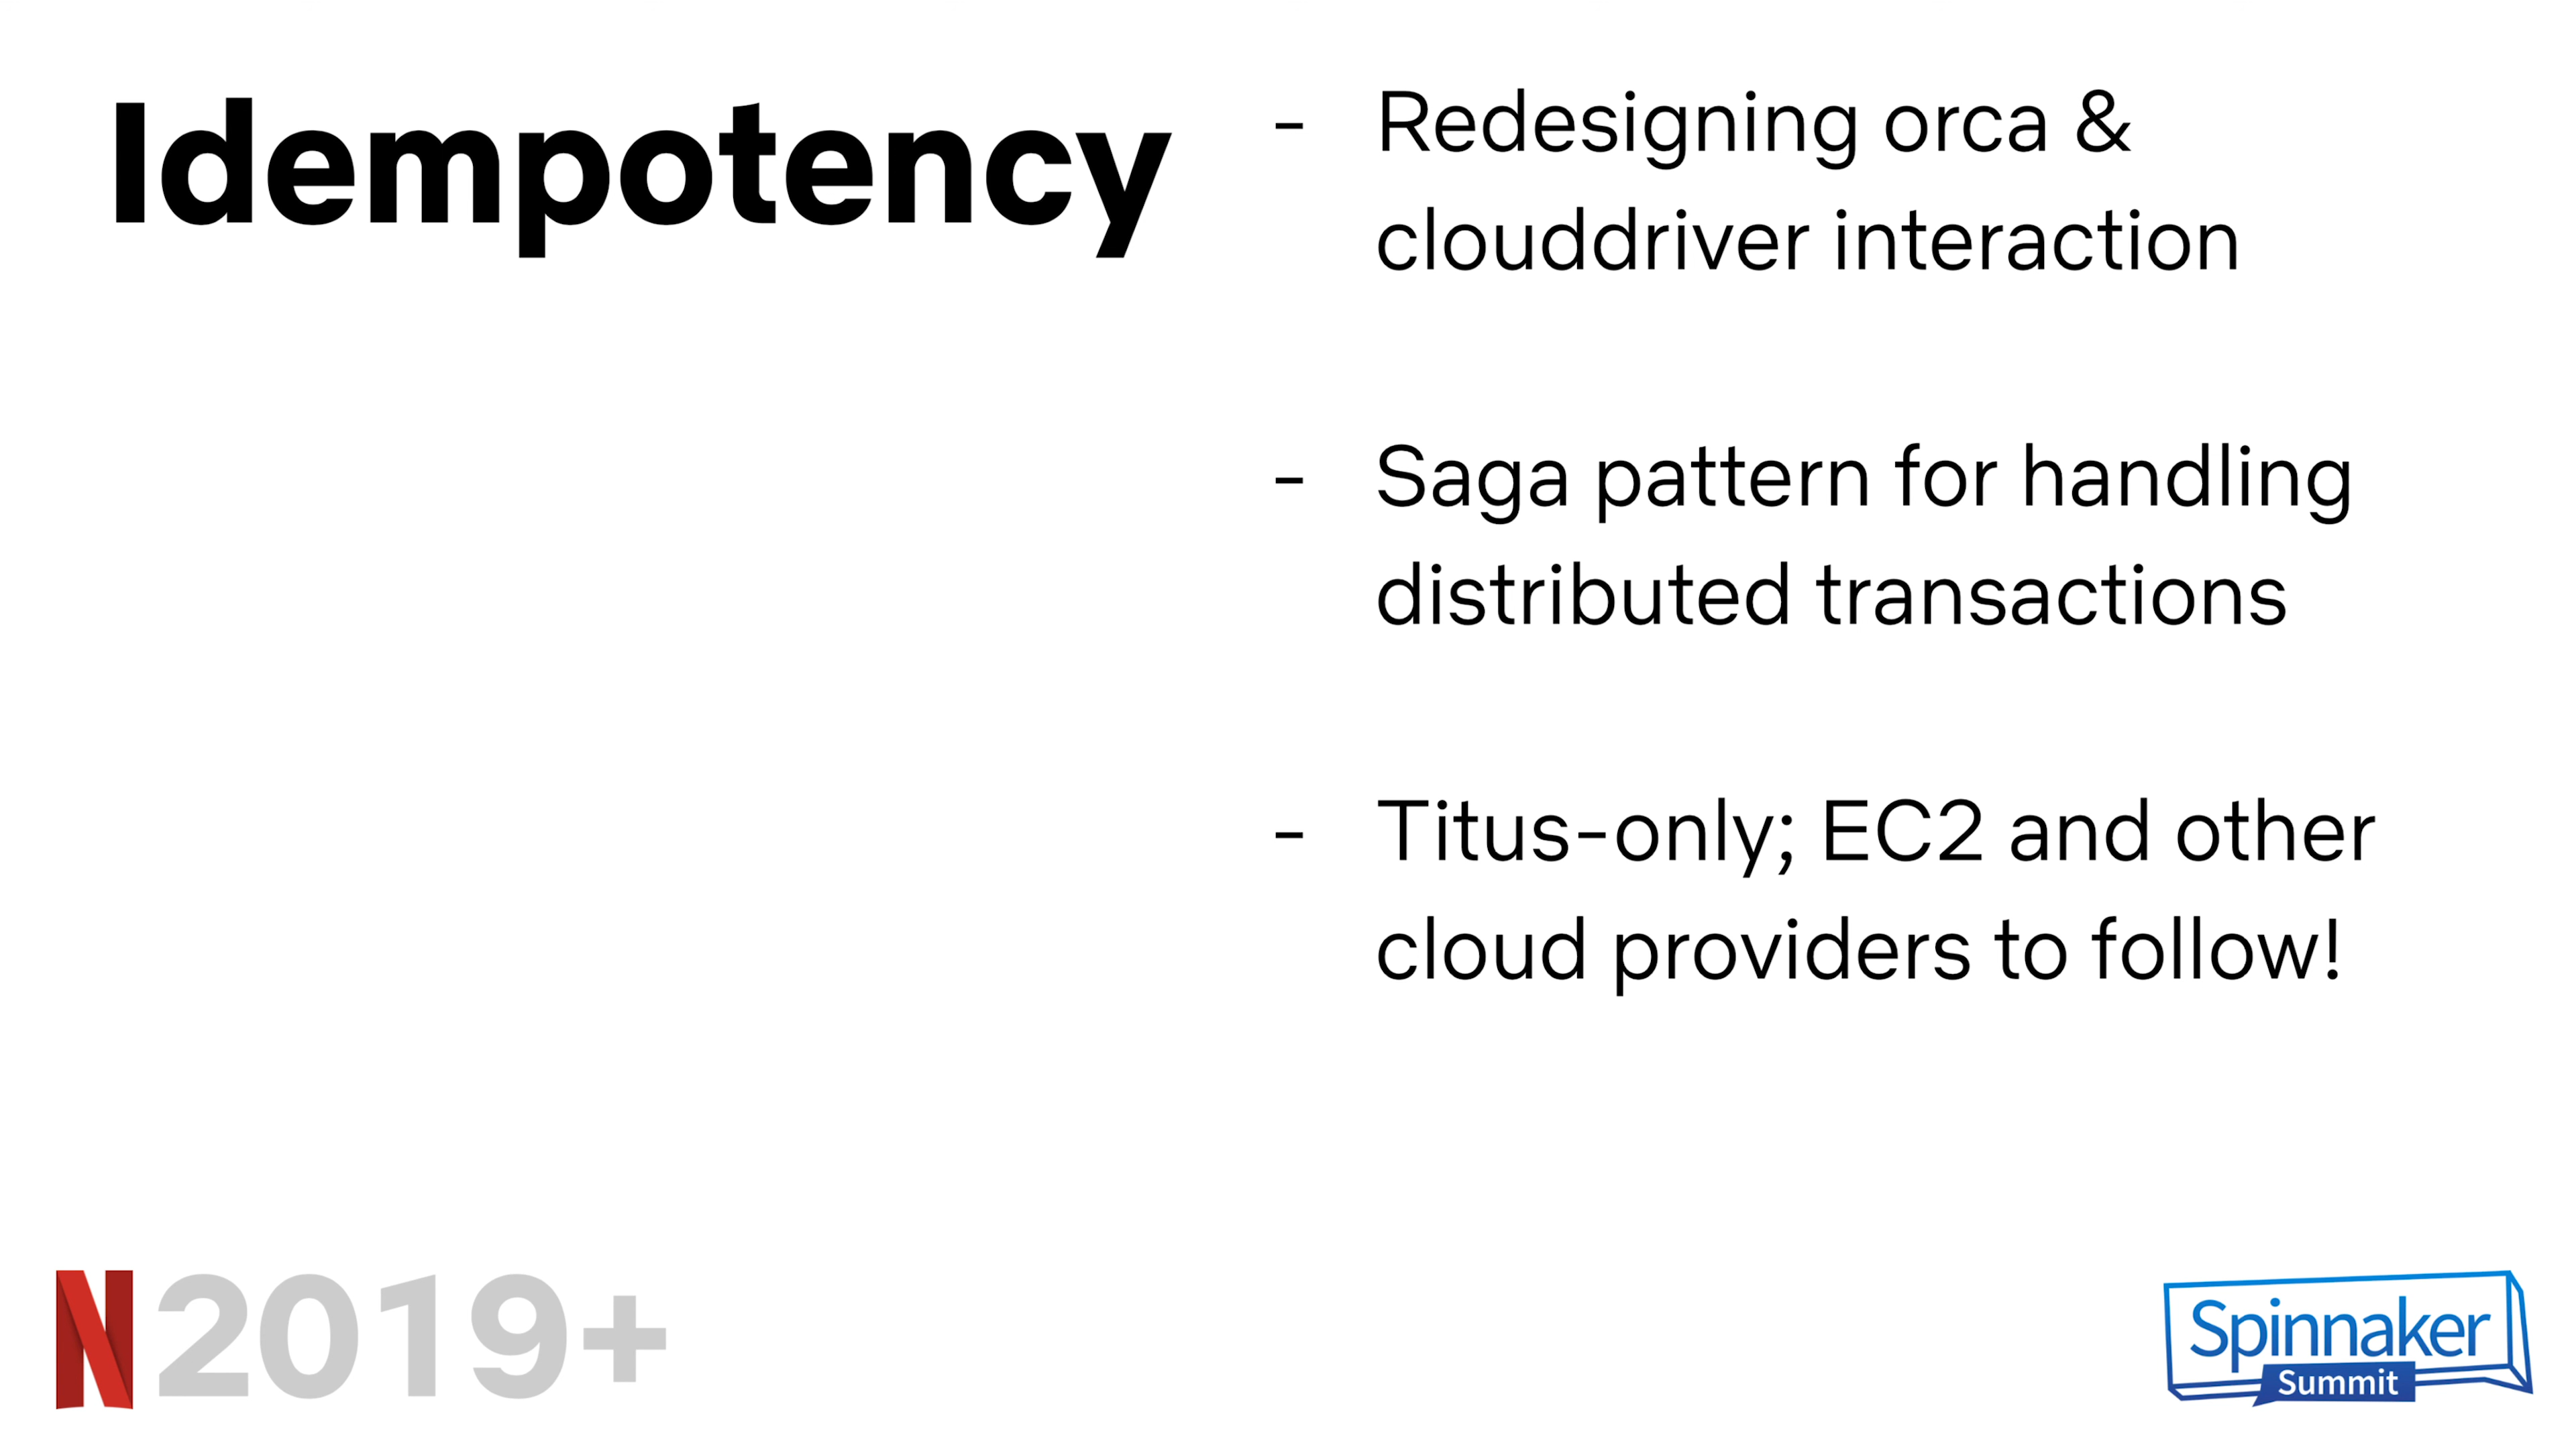 Idempotency
- Redesigning orca &
clouddriver interaction
- Saga pattern for handling
distributed transactions
- Titus-only; EC2 and other
cloud providers to follow!
N 2019+
Spinnaker
Summit